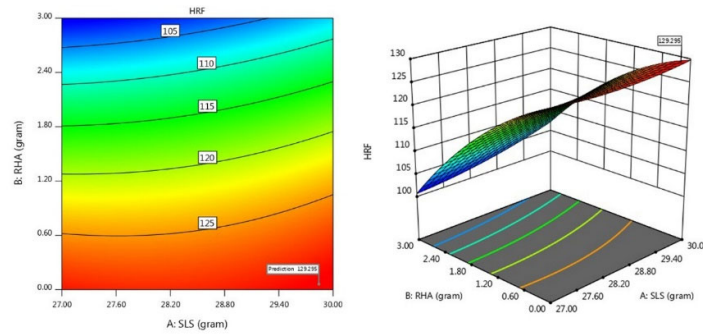 HRF
3.00
2.40
1.80
1.20
0.60
0.00
B: RHA (gram)
105
110
115
120
125
Prediction 129.295
27.00 27.60 28.20 28.80 29.40 30.00
A: SLS (gram)
129.295
130
125
120
115
110
105
100
HRF
3.00 2.40 1.80 1.20 0.60 0.00
B: RHA (gram)
30.00 29.40 28.80 28.20 27.60 27.00
A: SLS (gram)